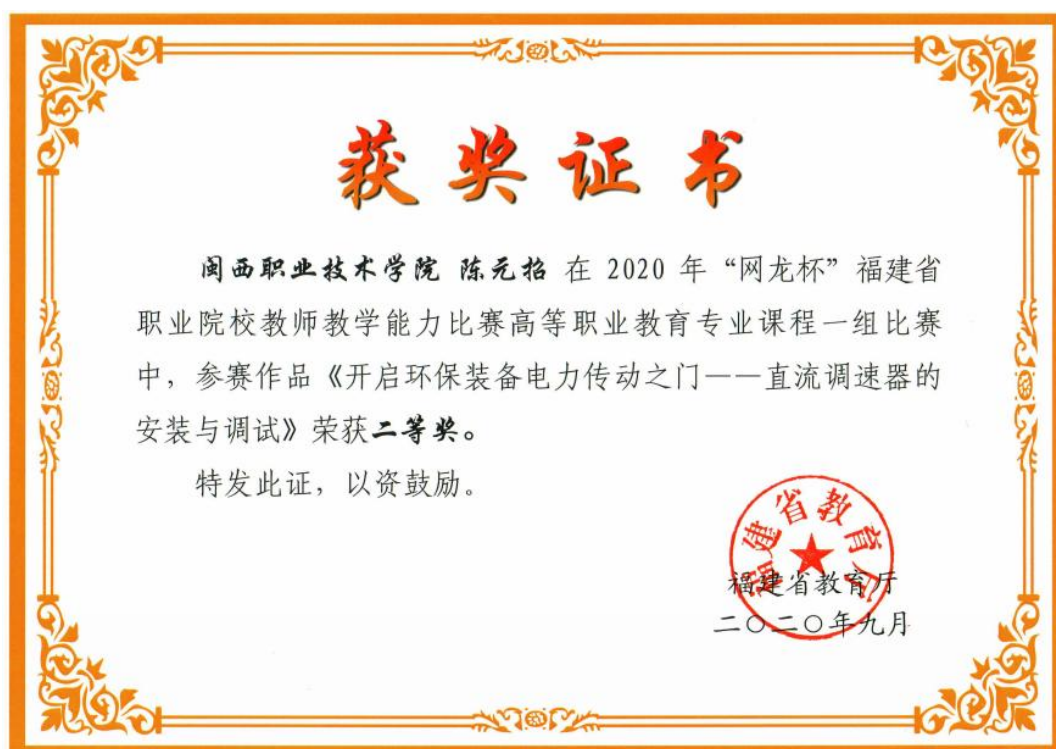 获奖证书
闽西职业技术学院 陈元招 在 2020 年“网龙杯”福建省
职业院校教师教学能力比赛高等职业教育专业课程一组比赛
中，参赛作品《开启环保装备电力传动之门——直流调速器的
安装与调试》荣获二等奖。
特发此证，以资鼓励。
福建省教育厅
福建省教育厅
二〇二〇年九月